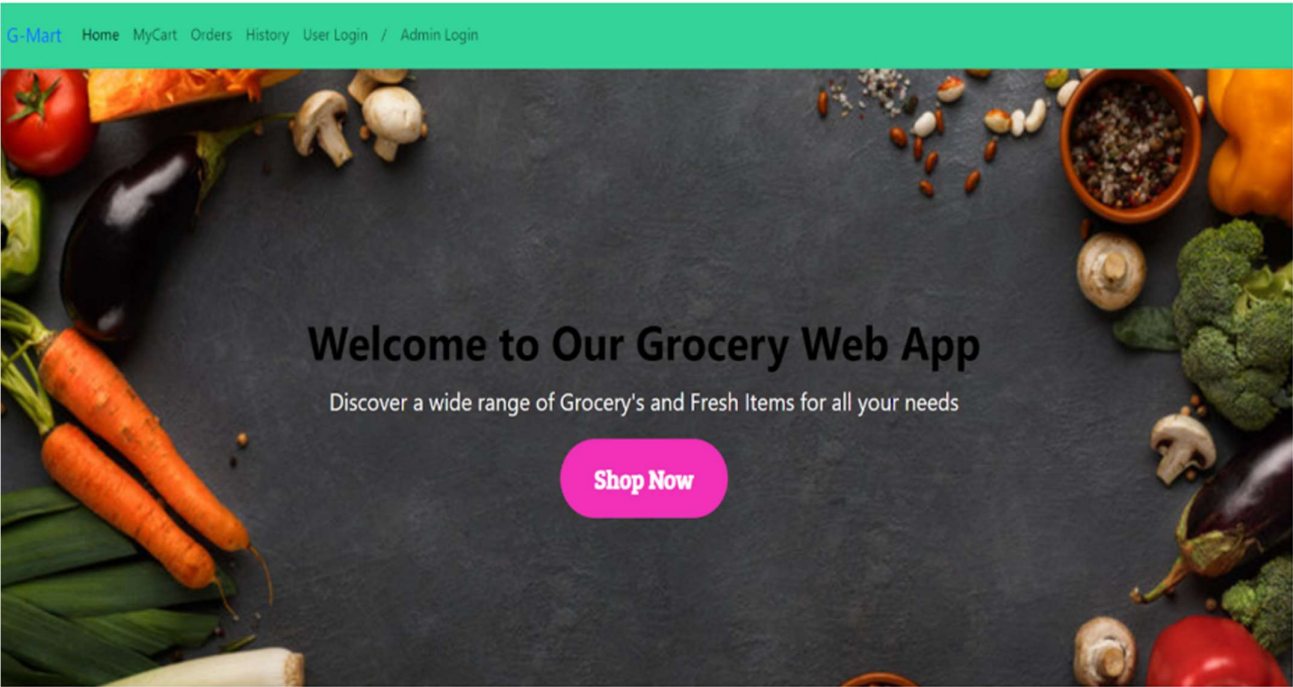 G-Mart Home MyCart Orders History User Login / Admin Login
Welcome to Our Grocery Web App
Discover a wide range of Grocery's and Fresh Items for all your needs
Shop Now